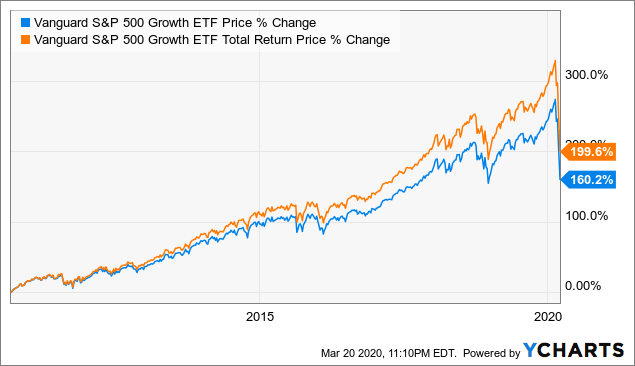 Vanguard S&P 500 Growth ETF Price % Change
Vanguard S&P 500 Growth ETF Total Return Price % Change
300.0%
199.6%
160.2%
100.0%
0.00%
2015
2020
Mar 20 2020, 11:10PM EDT. Powered by YCHARTS